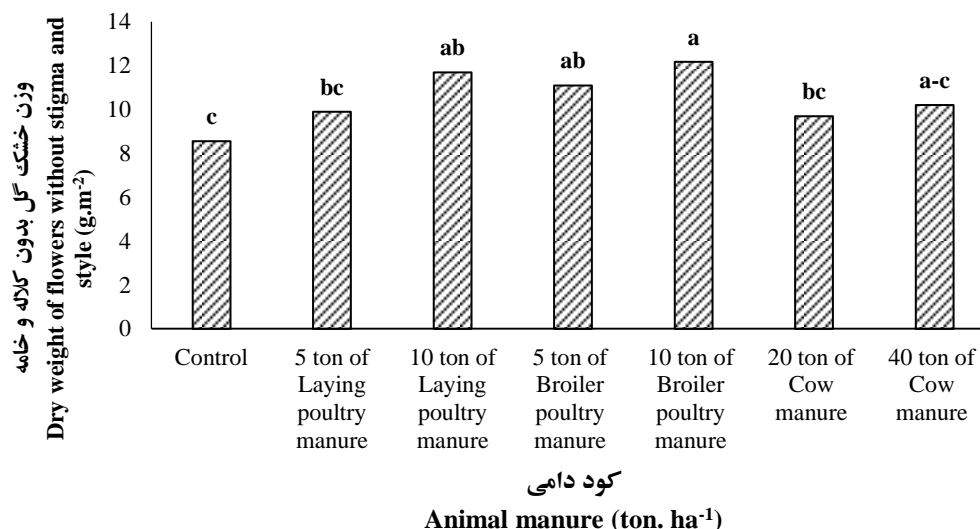 وزن خشک گل بدون کلاله و خامه
Dry weight of flowers without stigma and
style (g.m-2)
14
12
10
8
6
4
2
0
c
bc
ab
ab
a
bc
a-c
Control
5 ton of
Laying
poultry
manure
10 ton of
Laying
poultry
manure
5 ton of
Broiler
poultry
manure
10 ton of
Broiler
poultry
manure
20 ton of
Cow
manure
40 ton of
Cow
manure
کود دامی
Animal manure (ton. ha-1)